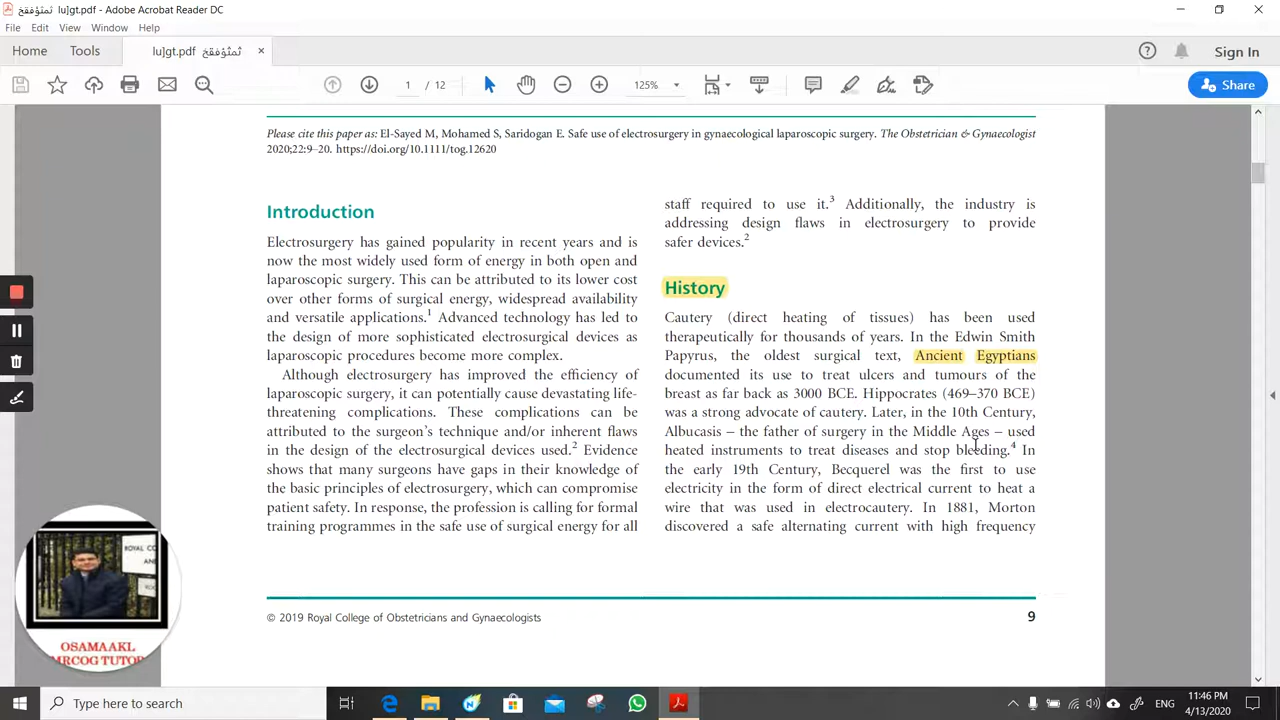 ثمثؤفقخ lu]gt.pdf - Adobe Acrobat Reader DC
File Edit View Window Help
Home Tools ثمثؤفقخ lu]gt.pdf × Sign In
1 / 12 125% Share
Please cite this paper as: El-Sayed M, Mohamed S, Saridogan E. Safe use of electrosurgery in gynaecological laparoscopic surgery. The Obstetrician & Gynaecologist
2020;22:9–20. https://doi.org/10.1111/tog.12620
Introduction
Electrosurgery has gained popularity in recent years and is
now the most widely used form of energy in both open and
laparoscopic surgery. This can be attributed to its lower cost
over other forms of surgical energy, widespread availability
and versatile applications.1 Advanced technology has led to
the design of more sophisticated electrosurgical devices as
laparoscopic procedures become more complex.
Although electrosurgery has improved the efficiency of
laparoscopic surgery, it can potentially cause devastating life-
threatening complications. These complications can be
attributed to the surgeon's technique and/or inherent flaws
in the design of the electrosurgical devices used.2 Evidence
shows that many surgeons have gaps in their knowledge of
the basic principles of electrosurgery, which can compromise
patient safety. In response, the profession is calling for formal
training programmes in the safe use of surgical energy for all
staff required to use it.3 Additionally, the industry is
addressing design flaws in electrosurgery to provide
safer devices.2
History
Cautery (direct heating of tissues) has been used
therapeutically for thousands of years. In the Edwin Smith
Papyrus, the oldest surgical text, Ancient Egyptians
documented its use to treat ulcers and tumours of the
breast as far back as 3000 BCE. Hippocrates (469–370 BCE)
was a strong advocate of cautery. Later, in the 10th Century,
Albucasis – the father of surgery in the Middle Ages – used
heated instruments to treat diseases and stop bleeding.4 In
the early 19th Century, Becquerel was the first to use
electricity in the form of direct electrical current to heat a
wire that was used in electrocautery. In 1881, Morton
discovered a safe alternating current with high frequency
© 2019 Royal College of Obstetricians and Gynaecologists 9
ROYAL CO
AN
OSAMAAKL
MRCOG TUTOR
Type here to search
ENG
11:46 PM
4/13/2020